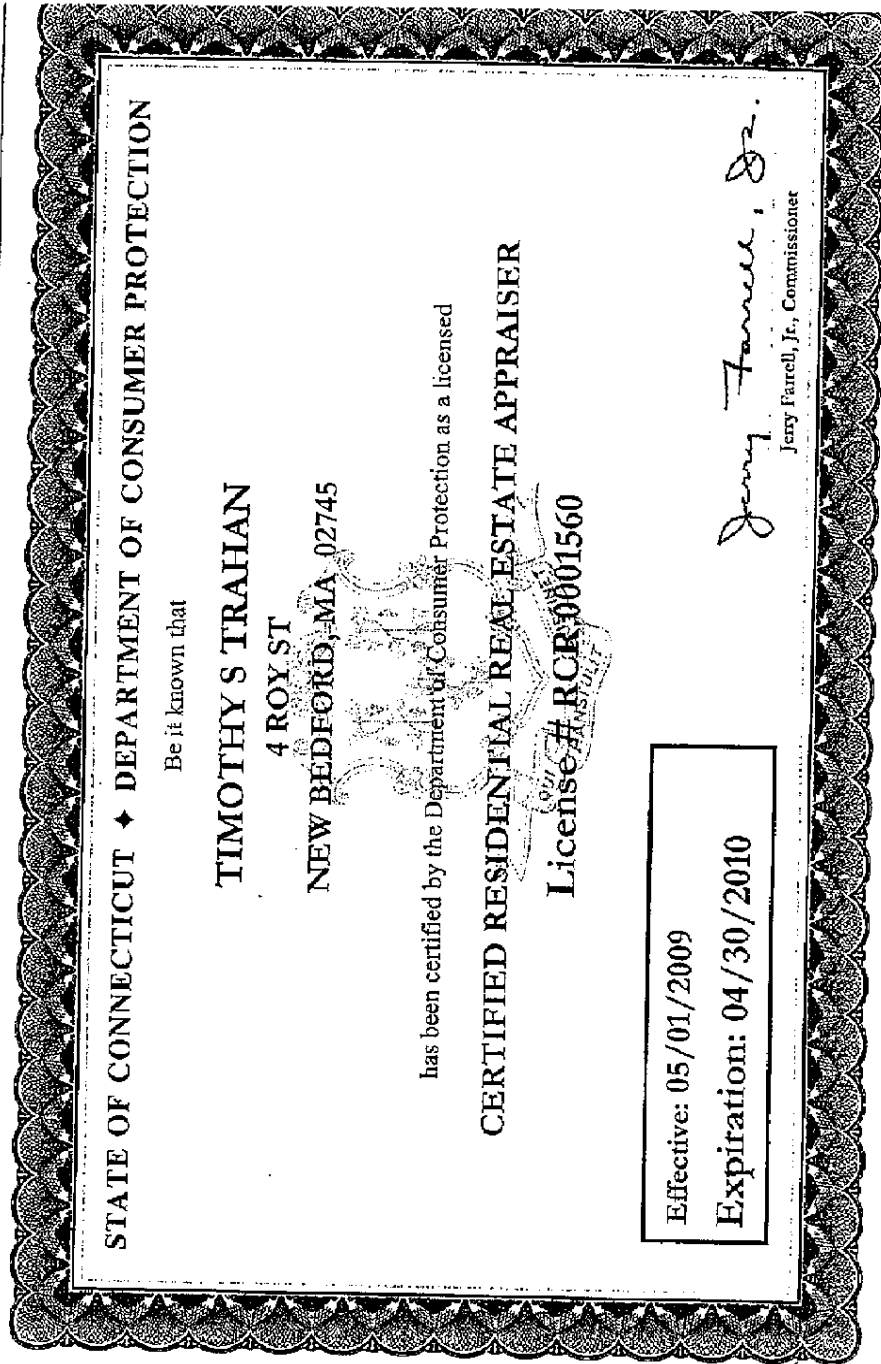 STATE OF CONNECTICUT ✦ DEPARTMENT OF CONSUMER PROTECTION
Be it known that
TIMOTHY S TRAHAN
4 ROY ST
NEW BEDFORD, MA 02745
has been certified by the Department of Consumer Protection as a licensed
CERTIFIED RESIDENTIAL REAL ESTATE APPRAISER
License # RCR.0001560
QUI TRANSTULIT
Effective: 05/01/2009
Expiration: 04/30/2010
Jerry Farrell, Jr.
Jerry Farrell, Jr., Commissioner